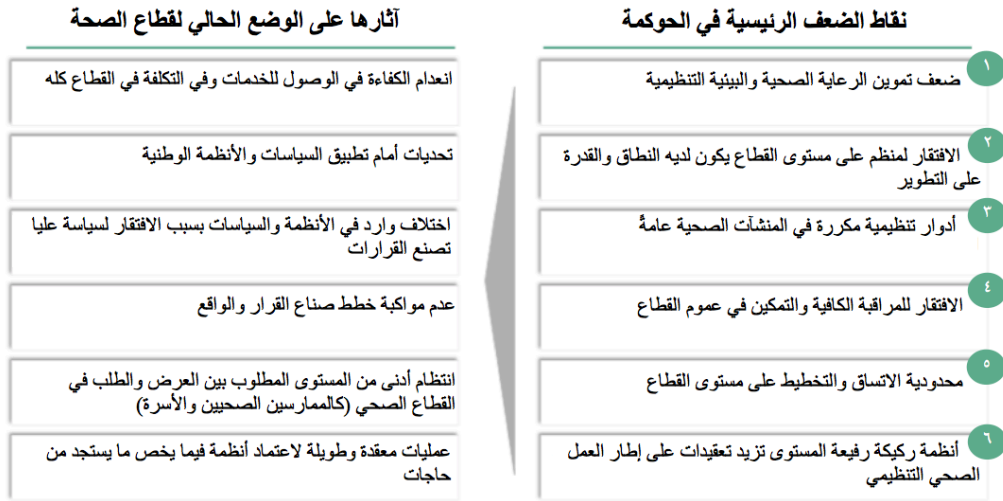 نقاط الضعف الرئيسية في الحوكمة
١
ضعف تموين الرعاية الصحية والبيئية التنظيمية
٢
الافتقار لمنظم على مستوى القطاع يكون لديه النطاق والقدرة
على التطوير
٣
أدوار تنظيمية مكررة في المنشآت الصحية عامةً
٤
الافتقار للمراقبة الكافية والتمكين في عموم القطاع
٥
محدودية الاتساق والتخطيط على مستوى القطاع
٦
أنظمة ركيكة رفيعة المستوى تزيد تعقيدات على إطار العمل
الصحي التنظيمي
آثارها على الوضع الحالي لقطاع الصحة
انعدام الكفاءة في الوصول للخدمات وفي التكلفة في القطاع كله
تحديات أمام تطبيق السياسات والأنظمة الوطنية
اختلاف وارد في الأنظمة والسياسات بسبب الافتقار لسياسة عليا
تصنع القرارات
عدم مواكبة خطط صناع القرار والواقع
انتظام أدنى من المستوى المطلوب بين العرض والطلب في
القطاع الصحي (كالممارسين الصحيين والأسرة)
عمليات معقدة وطويلة لاعتماد أنظمة فيما يخص ما يستجد من
حاجات